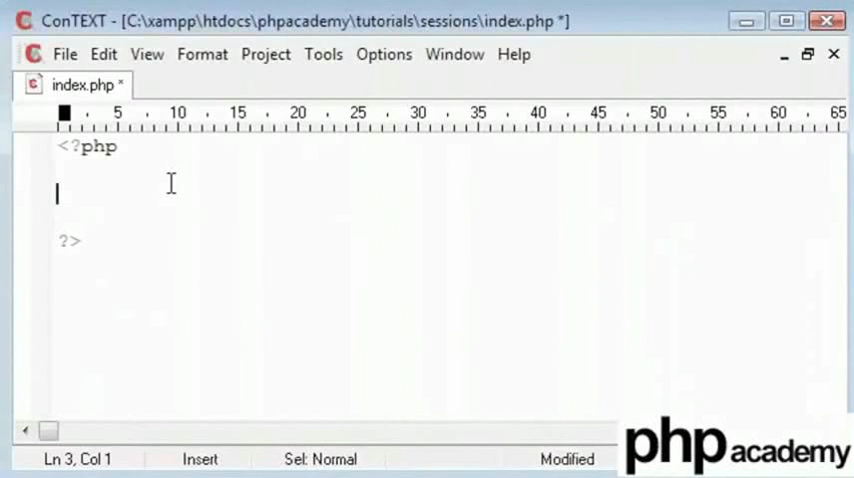 ConTEXT - [C:\xampp\htdocs\phpacademy\tutorials\sessions\index.php *]
File Edit View Format Project Tools Options Window Help
index.php *
5 10 15 20 25 30 35 40 45 50 55 60 65
<?php
?>
Ln 3, Col 1 Insert Sel: Normal Modified
php academy